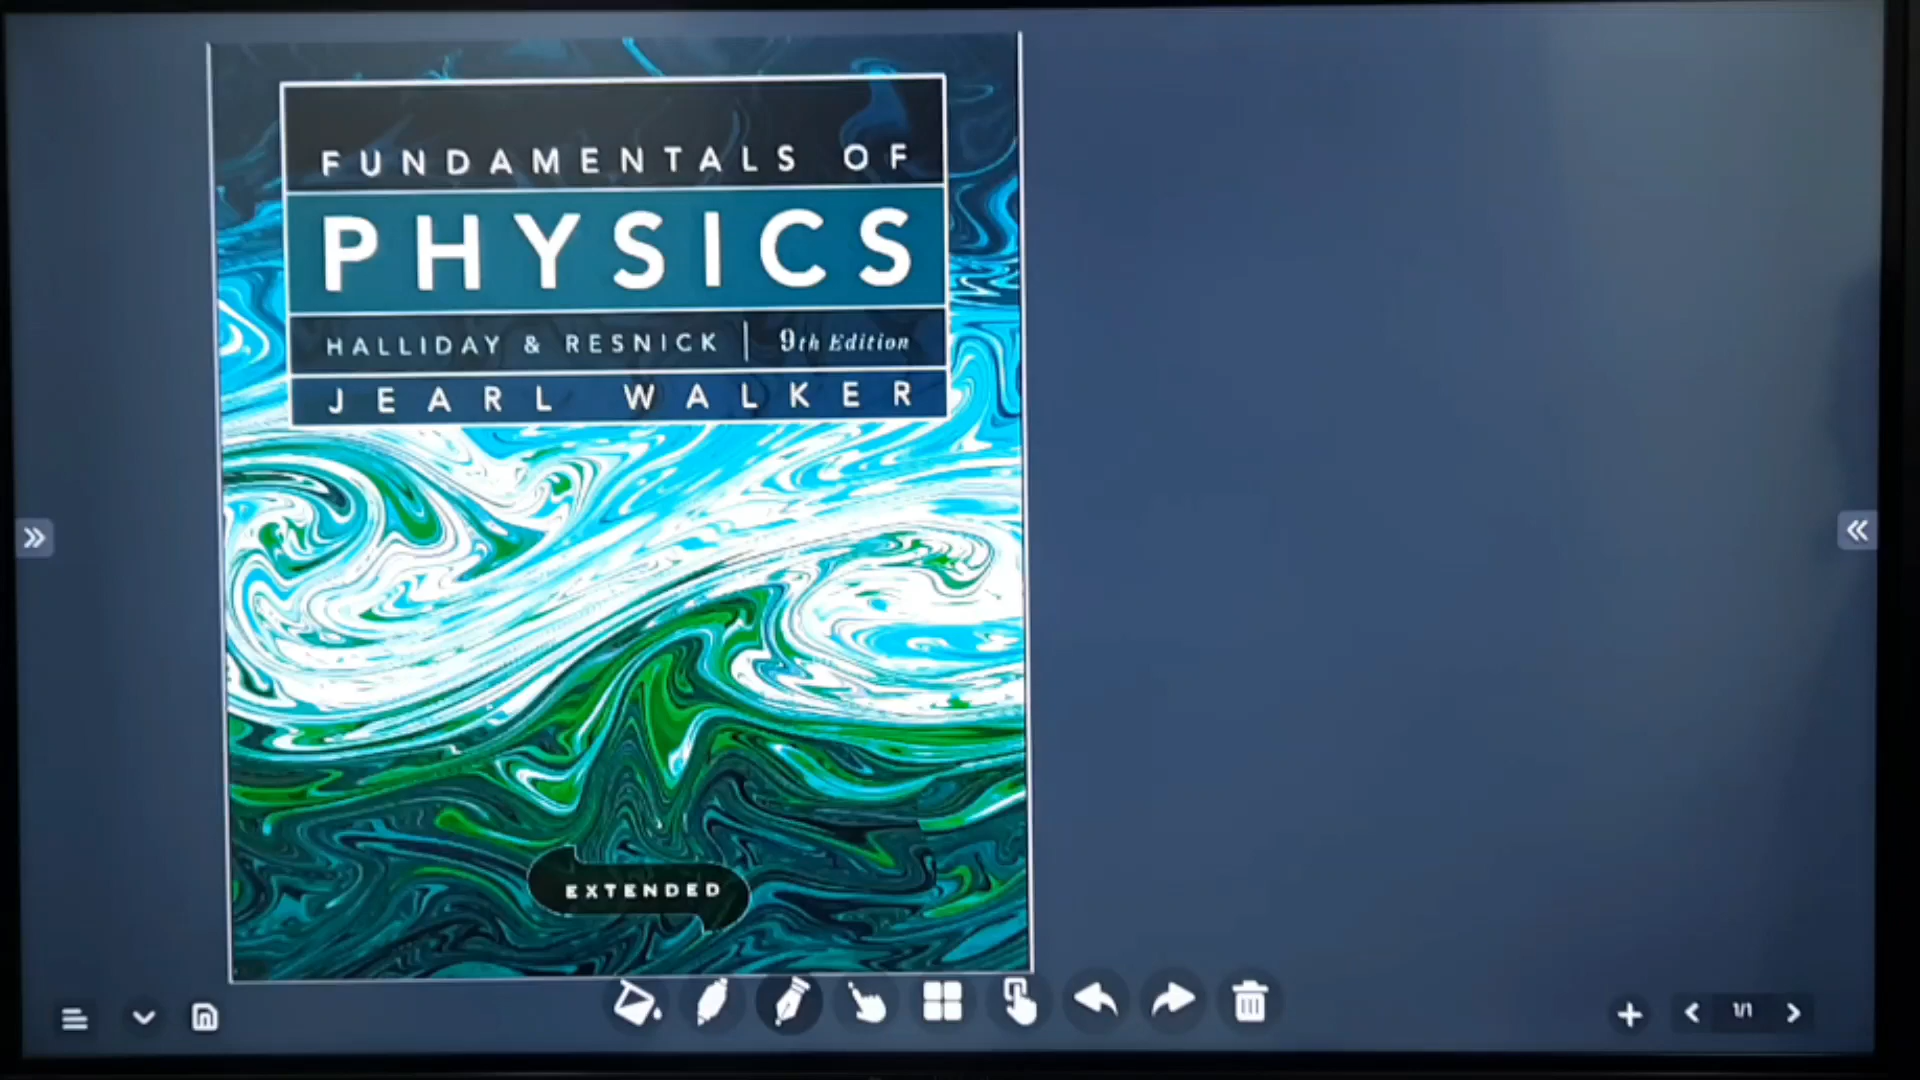 FUNDAMENTALS OF
PHYSICS
HALLIDAY & RESNICK | 9th Edition
JEARL WALKER
EXTENDED
1/1